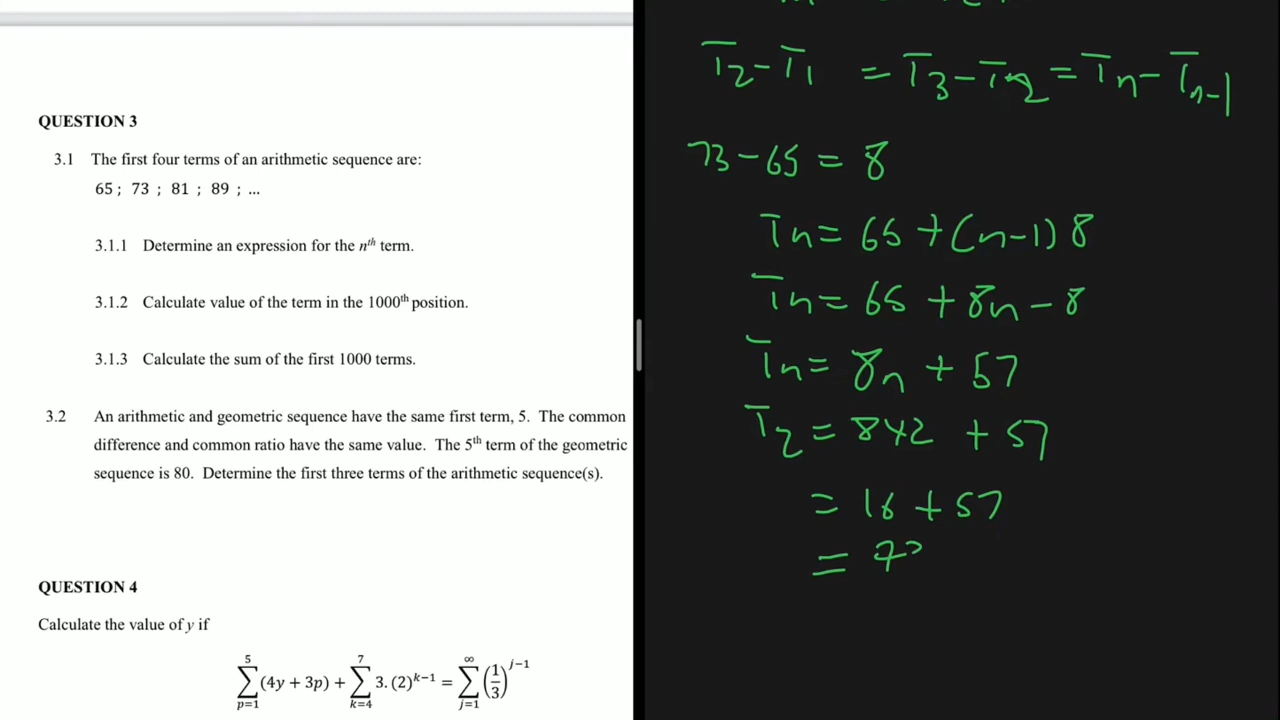 QUESTION 3
3.1 The first four terms of an arithmetic sequence are:
65 ; 73 ; 81 ; 89 ; ...
3.1.1 Determine an expression for the nᵗʰ term.
3.1.2 Calculate value of the term in the 1000ᵗʰ position.
3.1.3 Calculate the sum of the first 1000 terms.
3.2 An arithmetic and geometric sequence have the same first term, 5. The common
difference and common ratio have the same value. The 5ᵗʰ term of the geometric
sequence is 80. Determine the first three terms of the arithmetic sequence(s).
QUESTION 4
Calculate the value of y if
∑_{p=1}^{5} (4y + 3p) + ∑_{k=4}^{7} 3.(2)^{k−1} = ∑_{j=1}^{∞} (1/3)^{j−1}
T₂ − T₁ = T₃ − T₂ = Tₙ − Tₙ₋₁
73 − 65 = 8
Tn = 65 + (n−1) 8
Tn = 65 + 8n − 8
Tn = 8n + 57
T₂ = 8×2 + 57
= 16 + 57